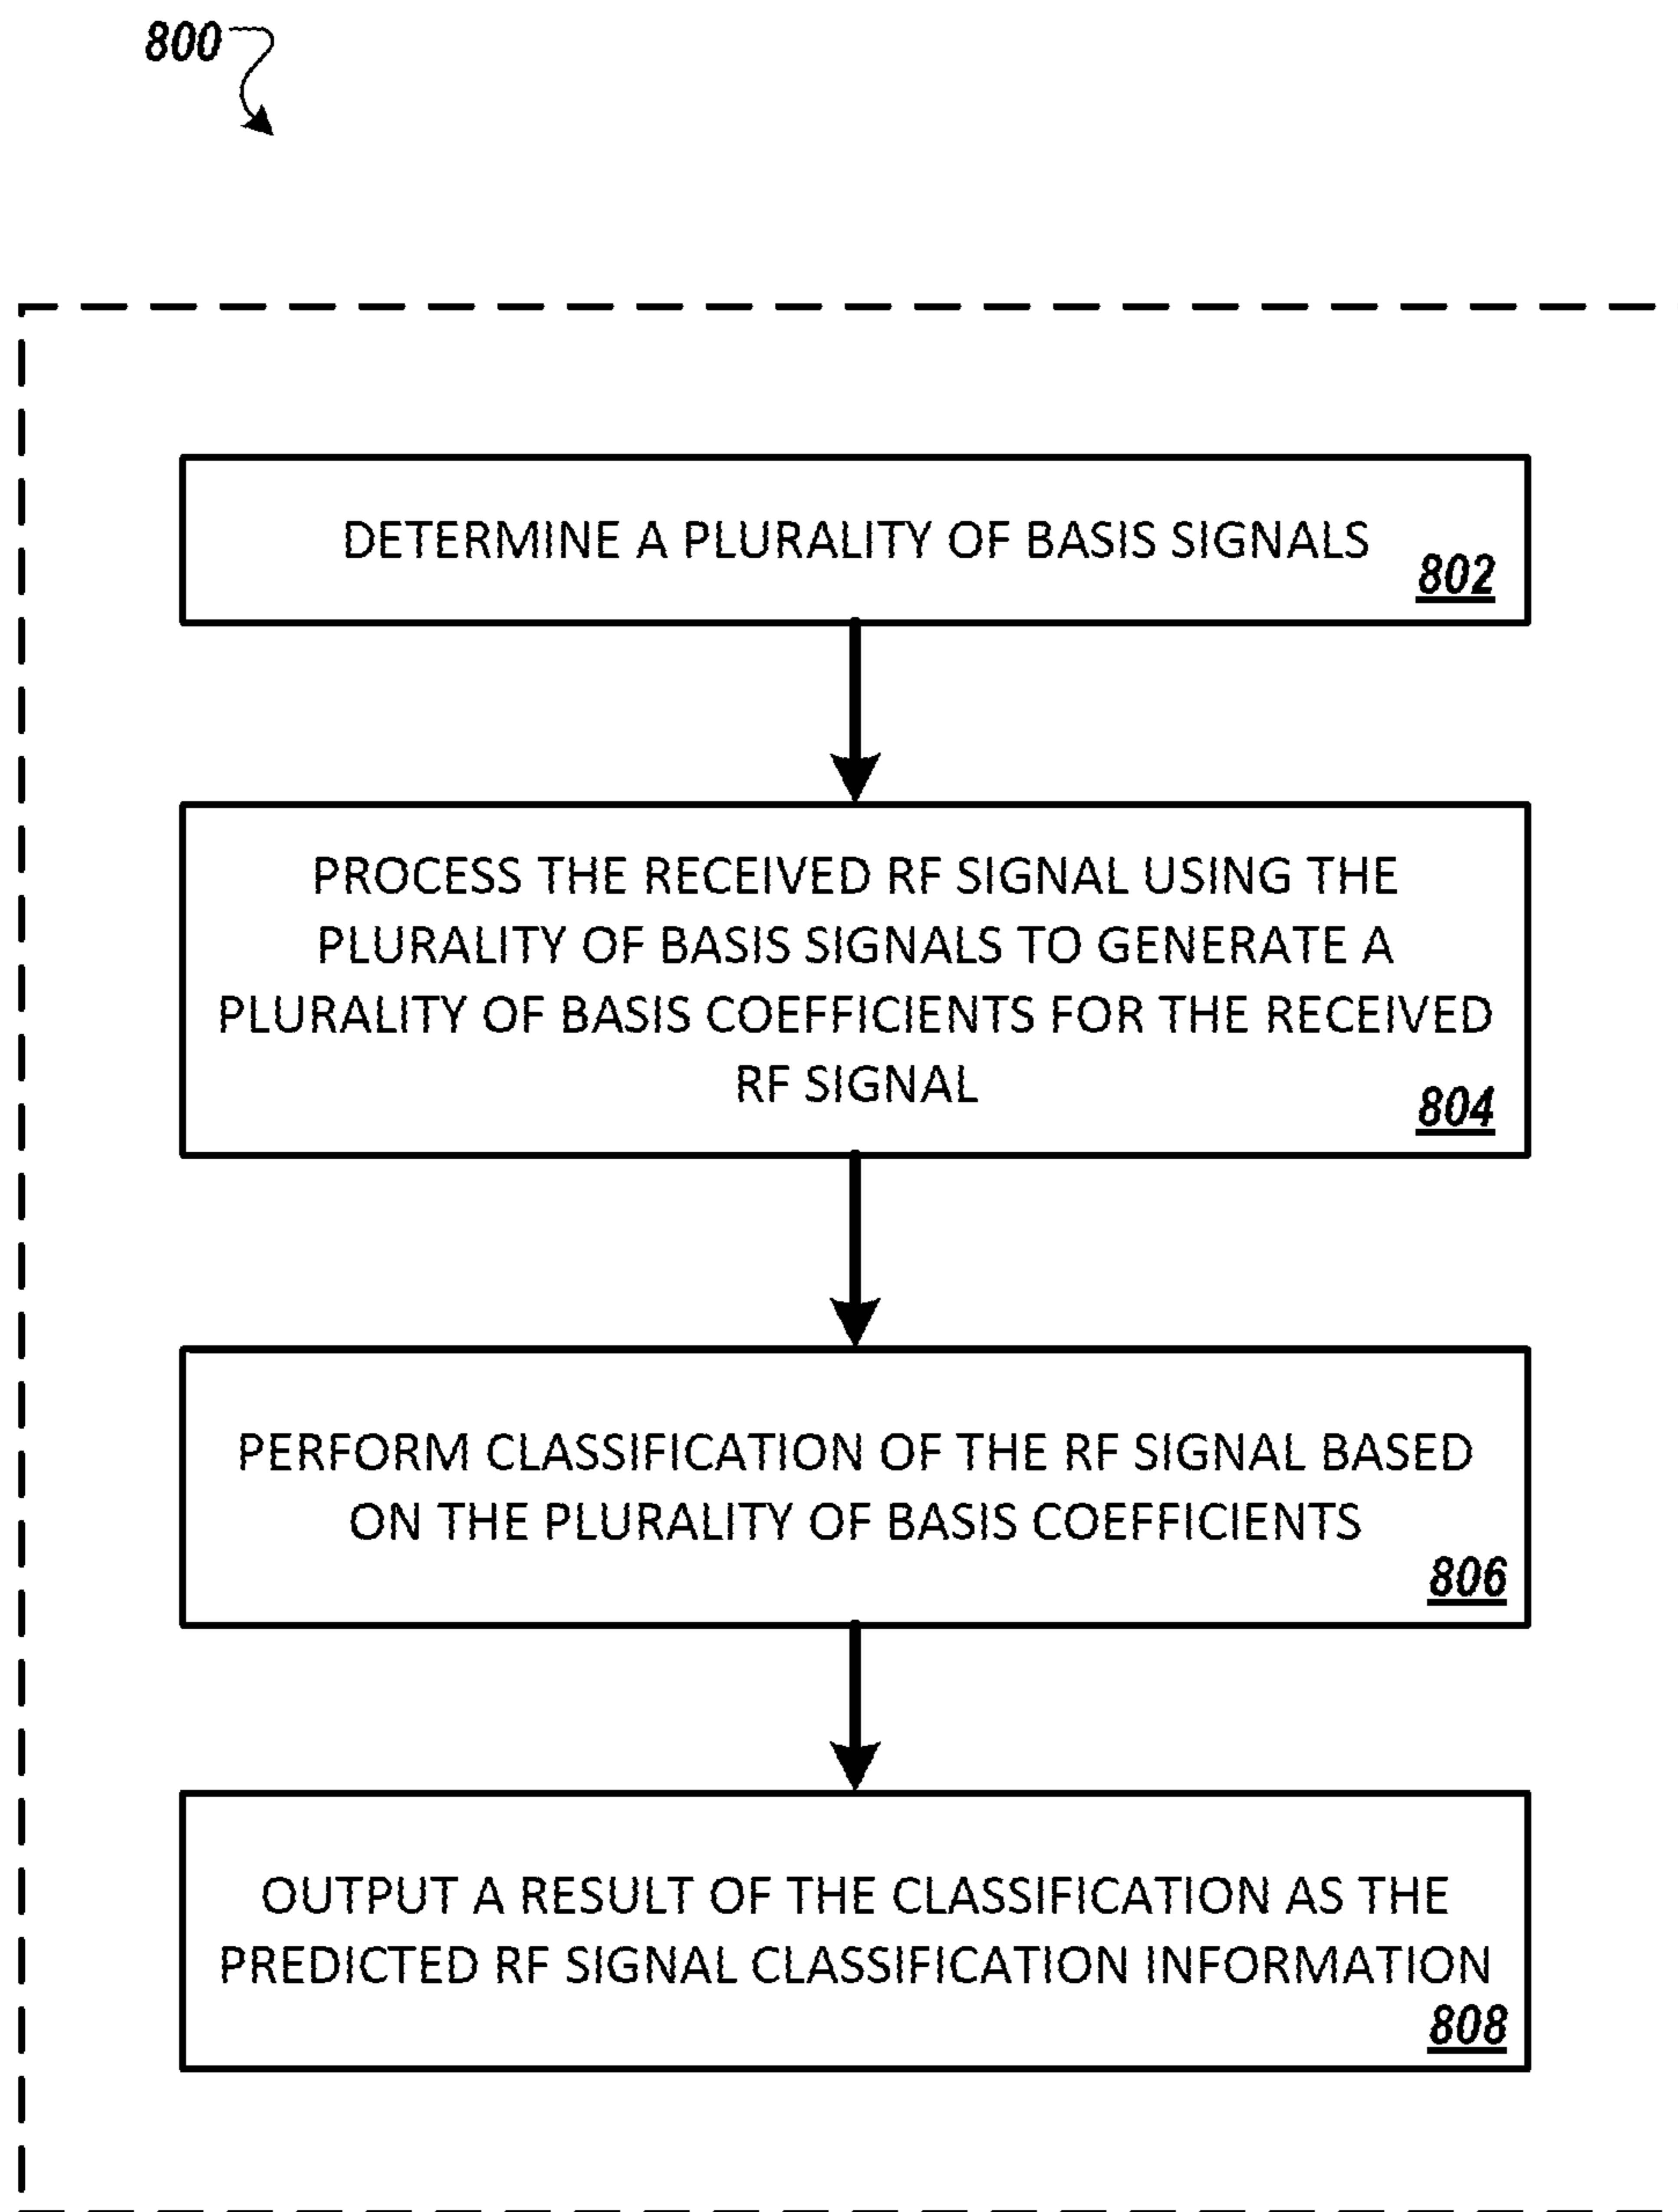 800
DETERMINE A PLURALITY OF BASIS SIGNALS
802
PROCESS THE RECEIVED RF SIGNAL USING THE
PLURALITY OF BASIS SIGNALS TO GENERATE A
PLURALITY OF BASIS COEFFICIENTS FOR THE RECEIVED
RF SIGNAL
804
PERFORM CLASSIFICATION OF THE RF SIGNAL BASED
ON THE PLURALITY OF BASIS COEFFICIENTS
806
OUTPUT A RESULT OF THE CLASSIFICATION AS THE
PREDICTED RF SIGNAL CLASSIFICATION INFORMATION
808